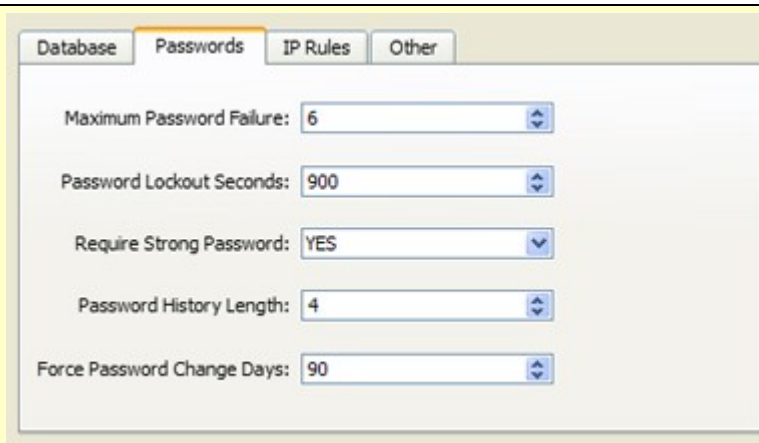 Database Passwords IP Rules Other
Maximum Password Failure: 6
Password Lockout Seconds: 900
Require Strong Password: YES
Password History Length: 4
Force Password Change Days: 90